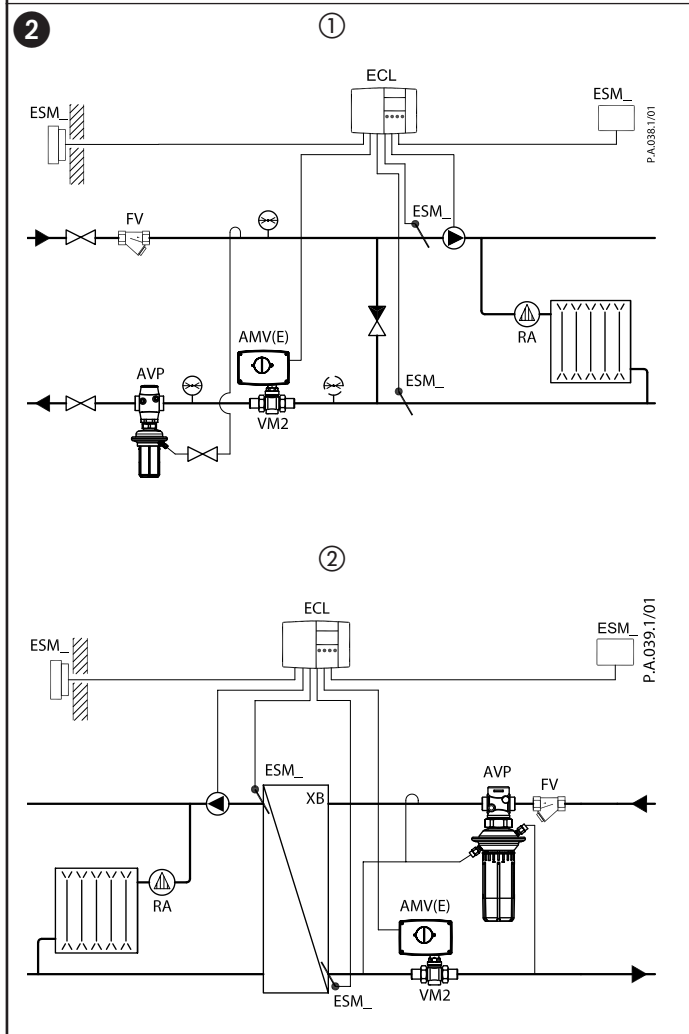 2
①
ECL
ESM_
ESM_
P.A.038.1/01
FV
ESM_
AMV(E)
RA
AVP
ESM_
VM2
②
ECL
ESM_
ESM_
P.A.039.1/01
ESM_
XB
AVP
FV
RA
AMV(E)
ESM_
VM2